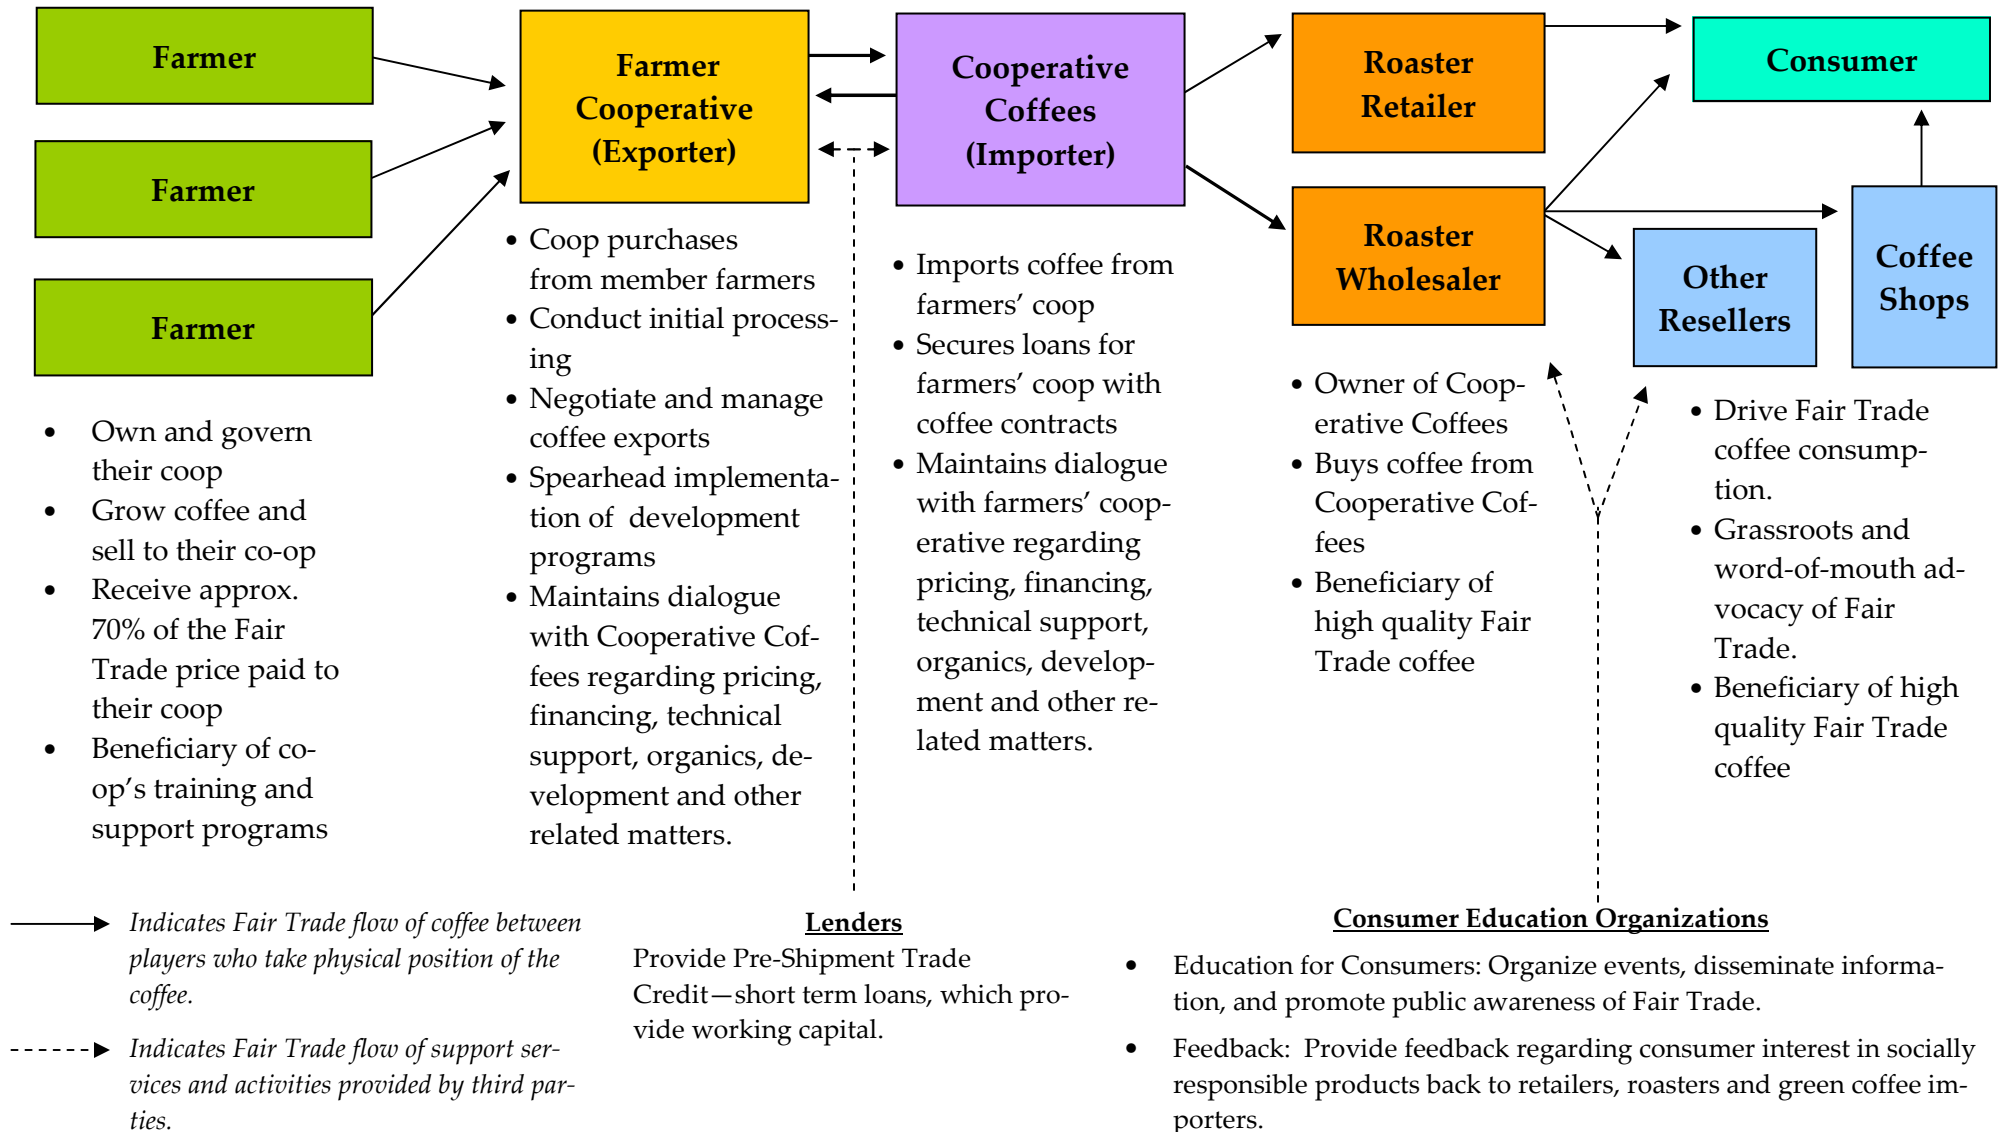 Farmer
Farmer
Farmer
Farmer
Cooperative
(Exporter)
Cooperative
Coffees
(Importer)
Roaster
Retailer
Roaster
Wholesaler
Consumer
Other
Resellers
Coffee
Shops
• Own and govern
their coop
• Grow coffee and
sell to their co-op
• Receive approx.
70% of the Fair
Trade price paid to
their coop
• Beneficiary of co-
op’s training and
support programs
• Coop purchases
from member farmers
• Conduct initial process-
ing
• Negotiate and manage
coffee exports
• Spearhead implementa-
tion of development
programs
• Maintains dialogue
with Cooperative Cof-
fees regarding pricing,
financing, technical
support, organics, de-
velopment and other
related matters.
• Imports coffee from
farmers’ coop
• Secures loans for
farmers’ coop with
coffee contracts
• Maintains dialogue
with farmers’ coop-
erative regarding
pricing, financing,
technical support,
organics, develop-
ment and other re-
lated matters.
• Owner of Coop-
erative Coffees
• Buys coffee from
Cooperative Cof-
fees
• Beneficiary of
high quality Fair
Trade coffee
• Drive Fair Trade
coffee consump-
tion.
• Grassroots and
word-of-mouth ad-
vocacy of Fair
Trade.
• Beneficiary of high
quality Fair Trade
coffee
Indicates Fair Trade flow of coffee between
players who take physical position of the
coffee.
Indicates Fair Trade flow of support ser-
vices and activities provided by third par-
ties.
Lenders
Provide Pre-Shipment Trade
Credit—short term loans, which pro-
vide working capital.
Consumer Education Organizations
• Education for Consumers: Organize events, disseminate informa-
tion, and promote public awareness of Fair Trade.
• Feedback: Provide feedback regarding consumer interest in socially
responsible products back to retailers, roasters and green coffee im-
porters.